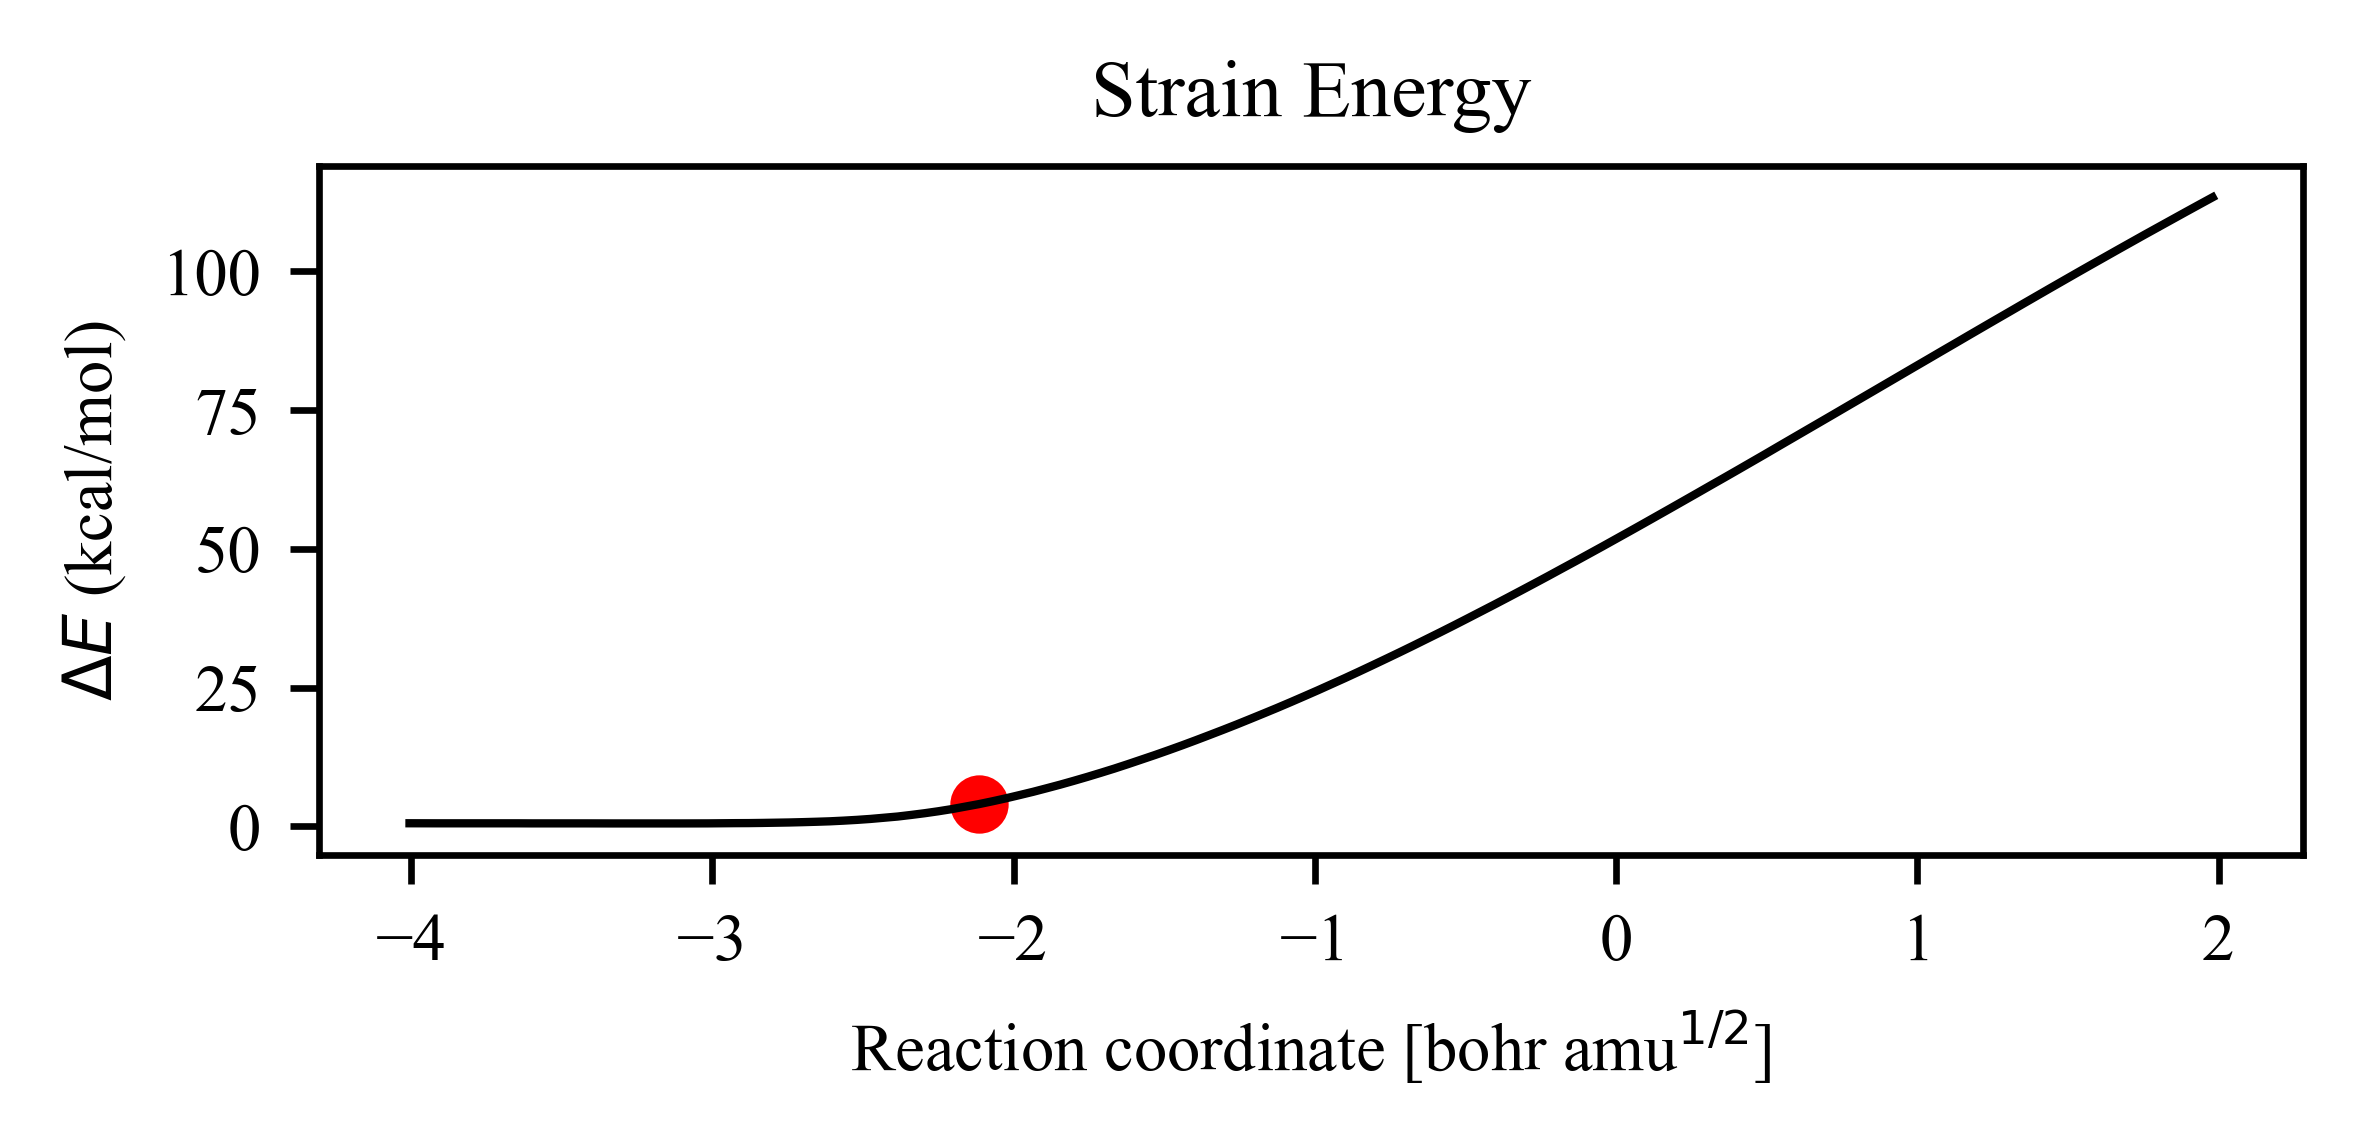 Strain Energy
ΔE (kcal/mol)
100
75
50
25
0
−4 −3 −2 −1 0 1 2
Reaction coordinate [bohr amu^{1/2}]